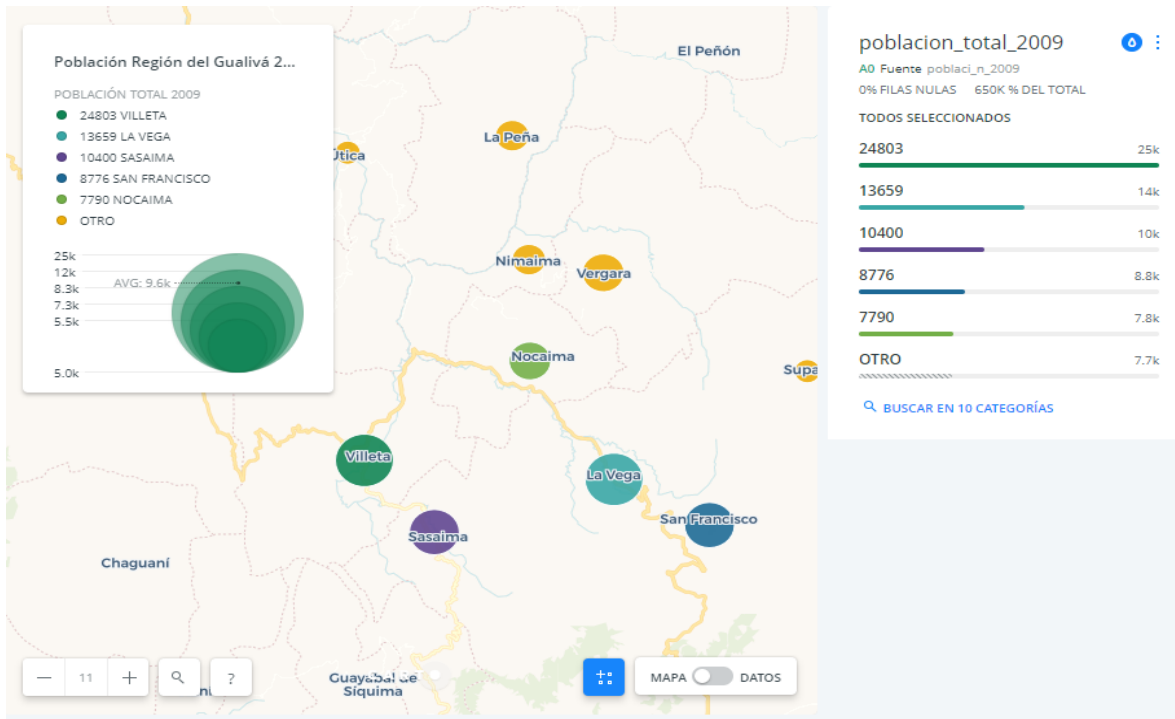 Población Región del Gualivá 2...
POBLACIÓN TOTAL 2009
24803 VILLETA
13659 LA VEGA
10400 SASAIMA
8776 SAN FRANCISCO
7790 NOCAIMA
OTRO
25k
12k
AVG: 9.6k
8.3k
7.3k
5.5k
5.0k
El Peñón
La Peña
Útica
Nimaima
Vergara
Nocaima
Supa
Villeta
La Vega
San Francisco
Sasaima
Chaguaní
Guayabal de
Síquima
— 11 +
?
MAPA DATOS
poblacion_total_2009
A0 Fuente poblaci_n_2009
0% FILAS NULAS 650K % DEL TOTAL
TODOS SELECCIONADOS
24803 25k
13659 14k
10400 10k
8776 8.8k
7790 7.8k
OTRO 7.7k
BUSCAR EN 10 CATEGORÍAS